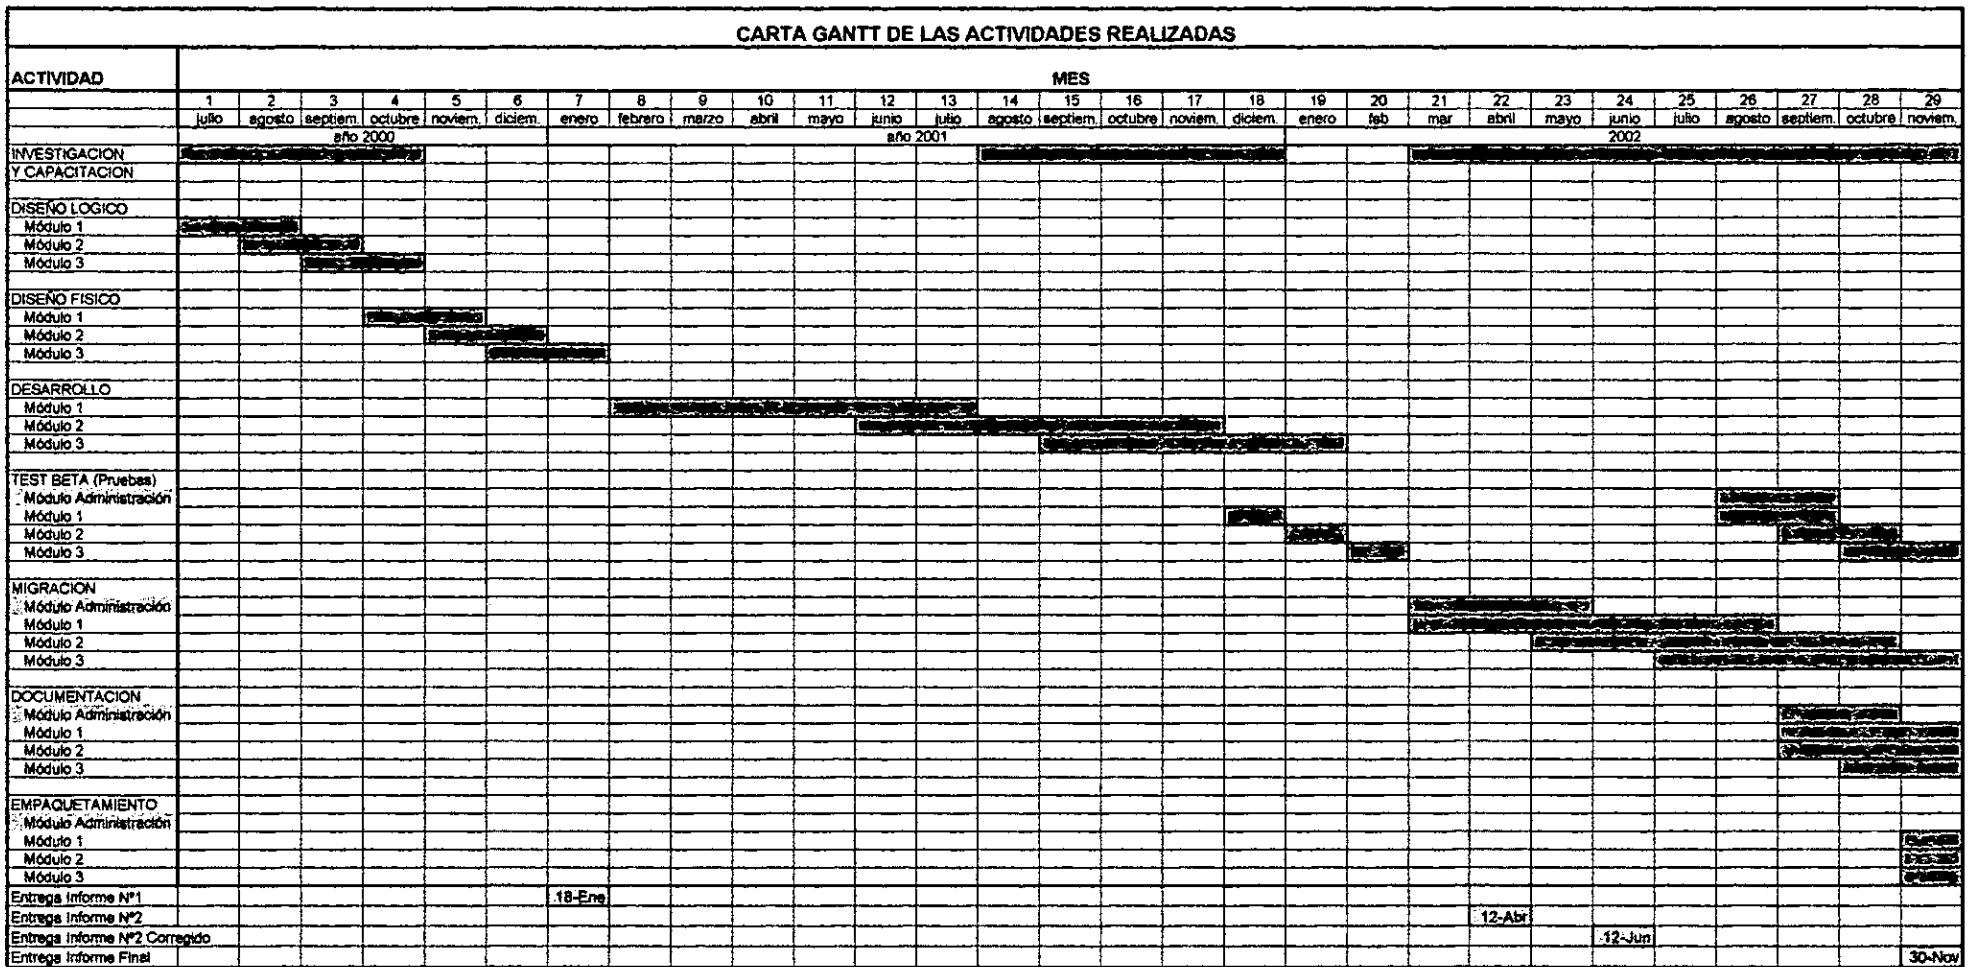 CARTA GANTT DE LAS ACTIVIDADES REALIZADAS
ACTIVIDAD MES
1 2 3 4 5 6 7 8 9 10 11 12 13 14 15 16 17 18 19 20 21 22 23 24 25 26 27 28 29
julio agosto septiem. octubre noviem. diciem. enero febrero marzo abril mayo junio julio agosto septiem. octubre noviem. diciem. enero feb mar abril mayo junio julio agosto septiem. octubre noviem.
año 2000 año 2001 2002
INVESTIGACION
Y CAPACITACION
DISEÑO LOGICO
Módulo 1
Módulo 2
Módulo 3
DISEÑO FISICO
Módulo 1
Módulo 2
Módulo 3
DESARROLLO
Módulo 1
Módulo 2
Módulo 3
TEST BETA (Pruebas)
Módulo Administración
Módulo 1
Módulo 2
Módulo 3
MIGRACION
Módulo Administración
Módulo 1
Módulo 2
Módulo 3
DOCUMENTACION
Módulo Administración
Módulo 1
Módulo 2
Módulo 3
EMPAQUETAMIENTO
Módulo Administración
Módulo 1
Módulo 2
Módulo 3
Entrega Informe Nº1 18-Ene
Entrega Informe Nº2 12-Abr
Entrega Informe Nº2 Corregido 12-Jun
Entrega Informe Final 30-Nov